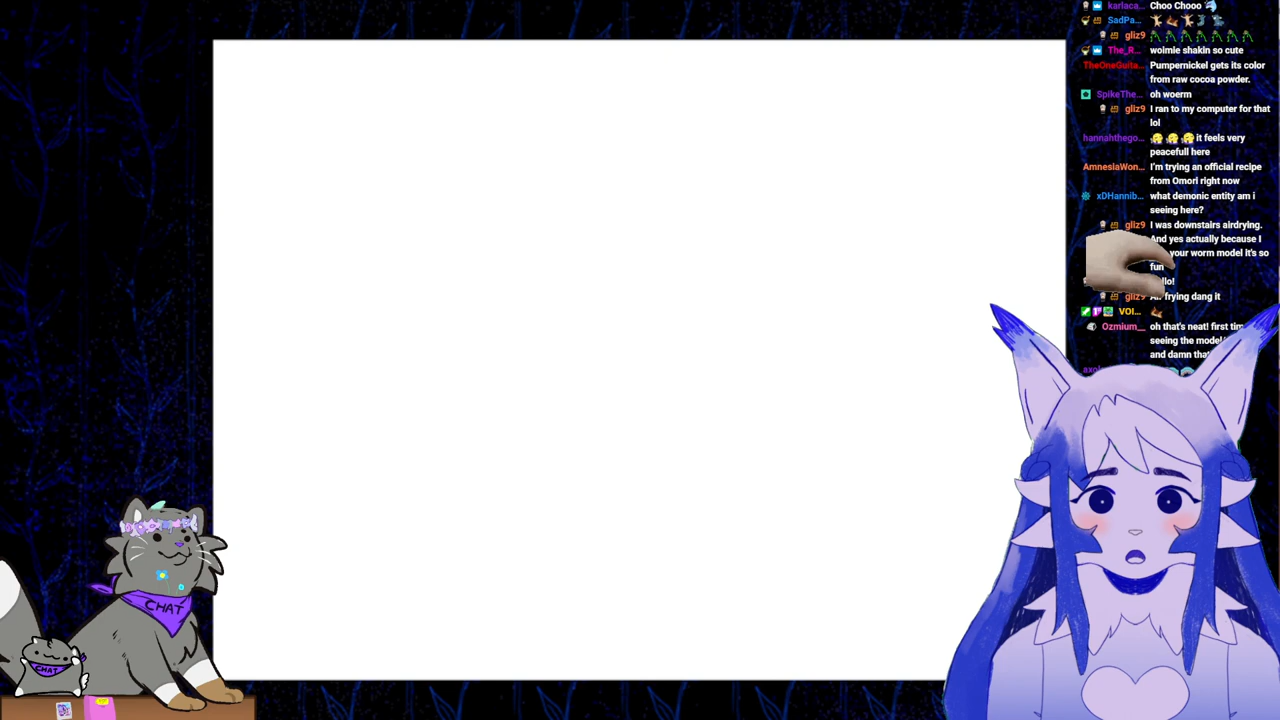 karlaca... Choo Chooo
SadPa...
gliz9
The_R... woimie shakin so cute
TheOneGuita... Pumpernickel gets its color
from raw cocoa powder.
SpikeThe... oh woerm
gliz9 I ran to my computer for that
lol
hannahthego... it feels very
peacefull here
AmnesiaWon... I'm trying an official recipe
from Omori right now
xDHannib... what demonic entity am i
seeing here?
gliz9 I was downstairs airdrying.
And yes actually because I
your worm model it's so
fun
gliz9 frying dang it
VOI...
Ozmium__ oh that's neat! first
seeing the model
and damn
CHAT
CHAT